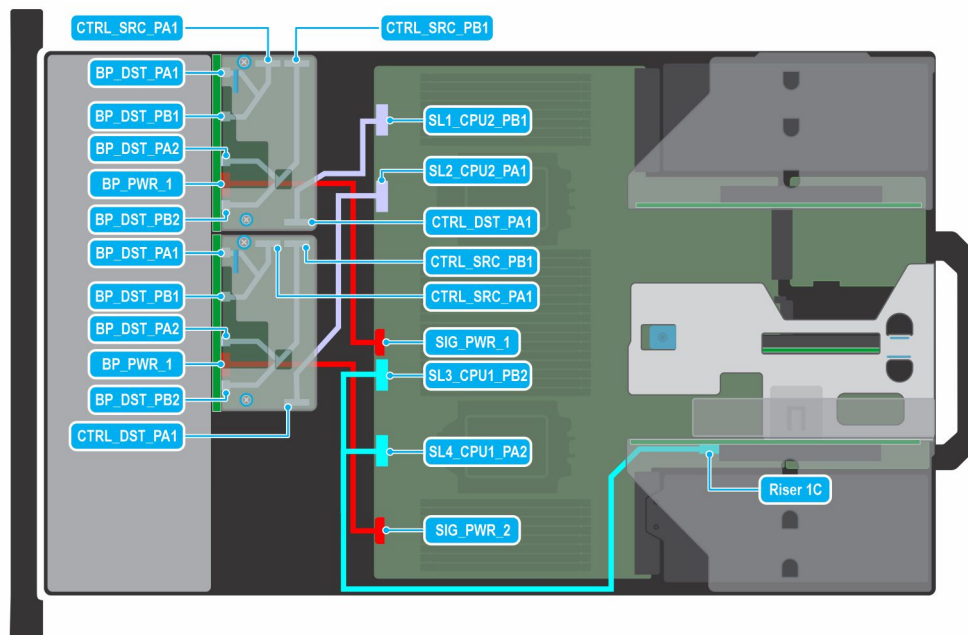 CTRL_SRC_PA1
CTRL_SRC_PB1
BP_DST_PA1
BP_DST_PB1
BP_DST_PA2
BP_PWR_1
BP_DST_PB2
BP_DST_PA1
BP_DST_PB1
BP_DST_PA2
BP_PWR_1
BP_DST_PB2
CTRL_DST_PA1
SL1_CPU2_PB1
SL2_CPU2_PA1
CTRL_DST_PA1
CTRL_SRC_PB1
CTRL_SRC_PA1
SIG_PWR_1
SL3_CPU1_PB2
SL4_CPU1_PA2
SIG_PWR_2
Riser 1C